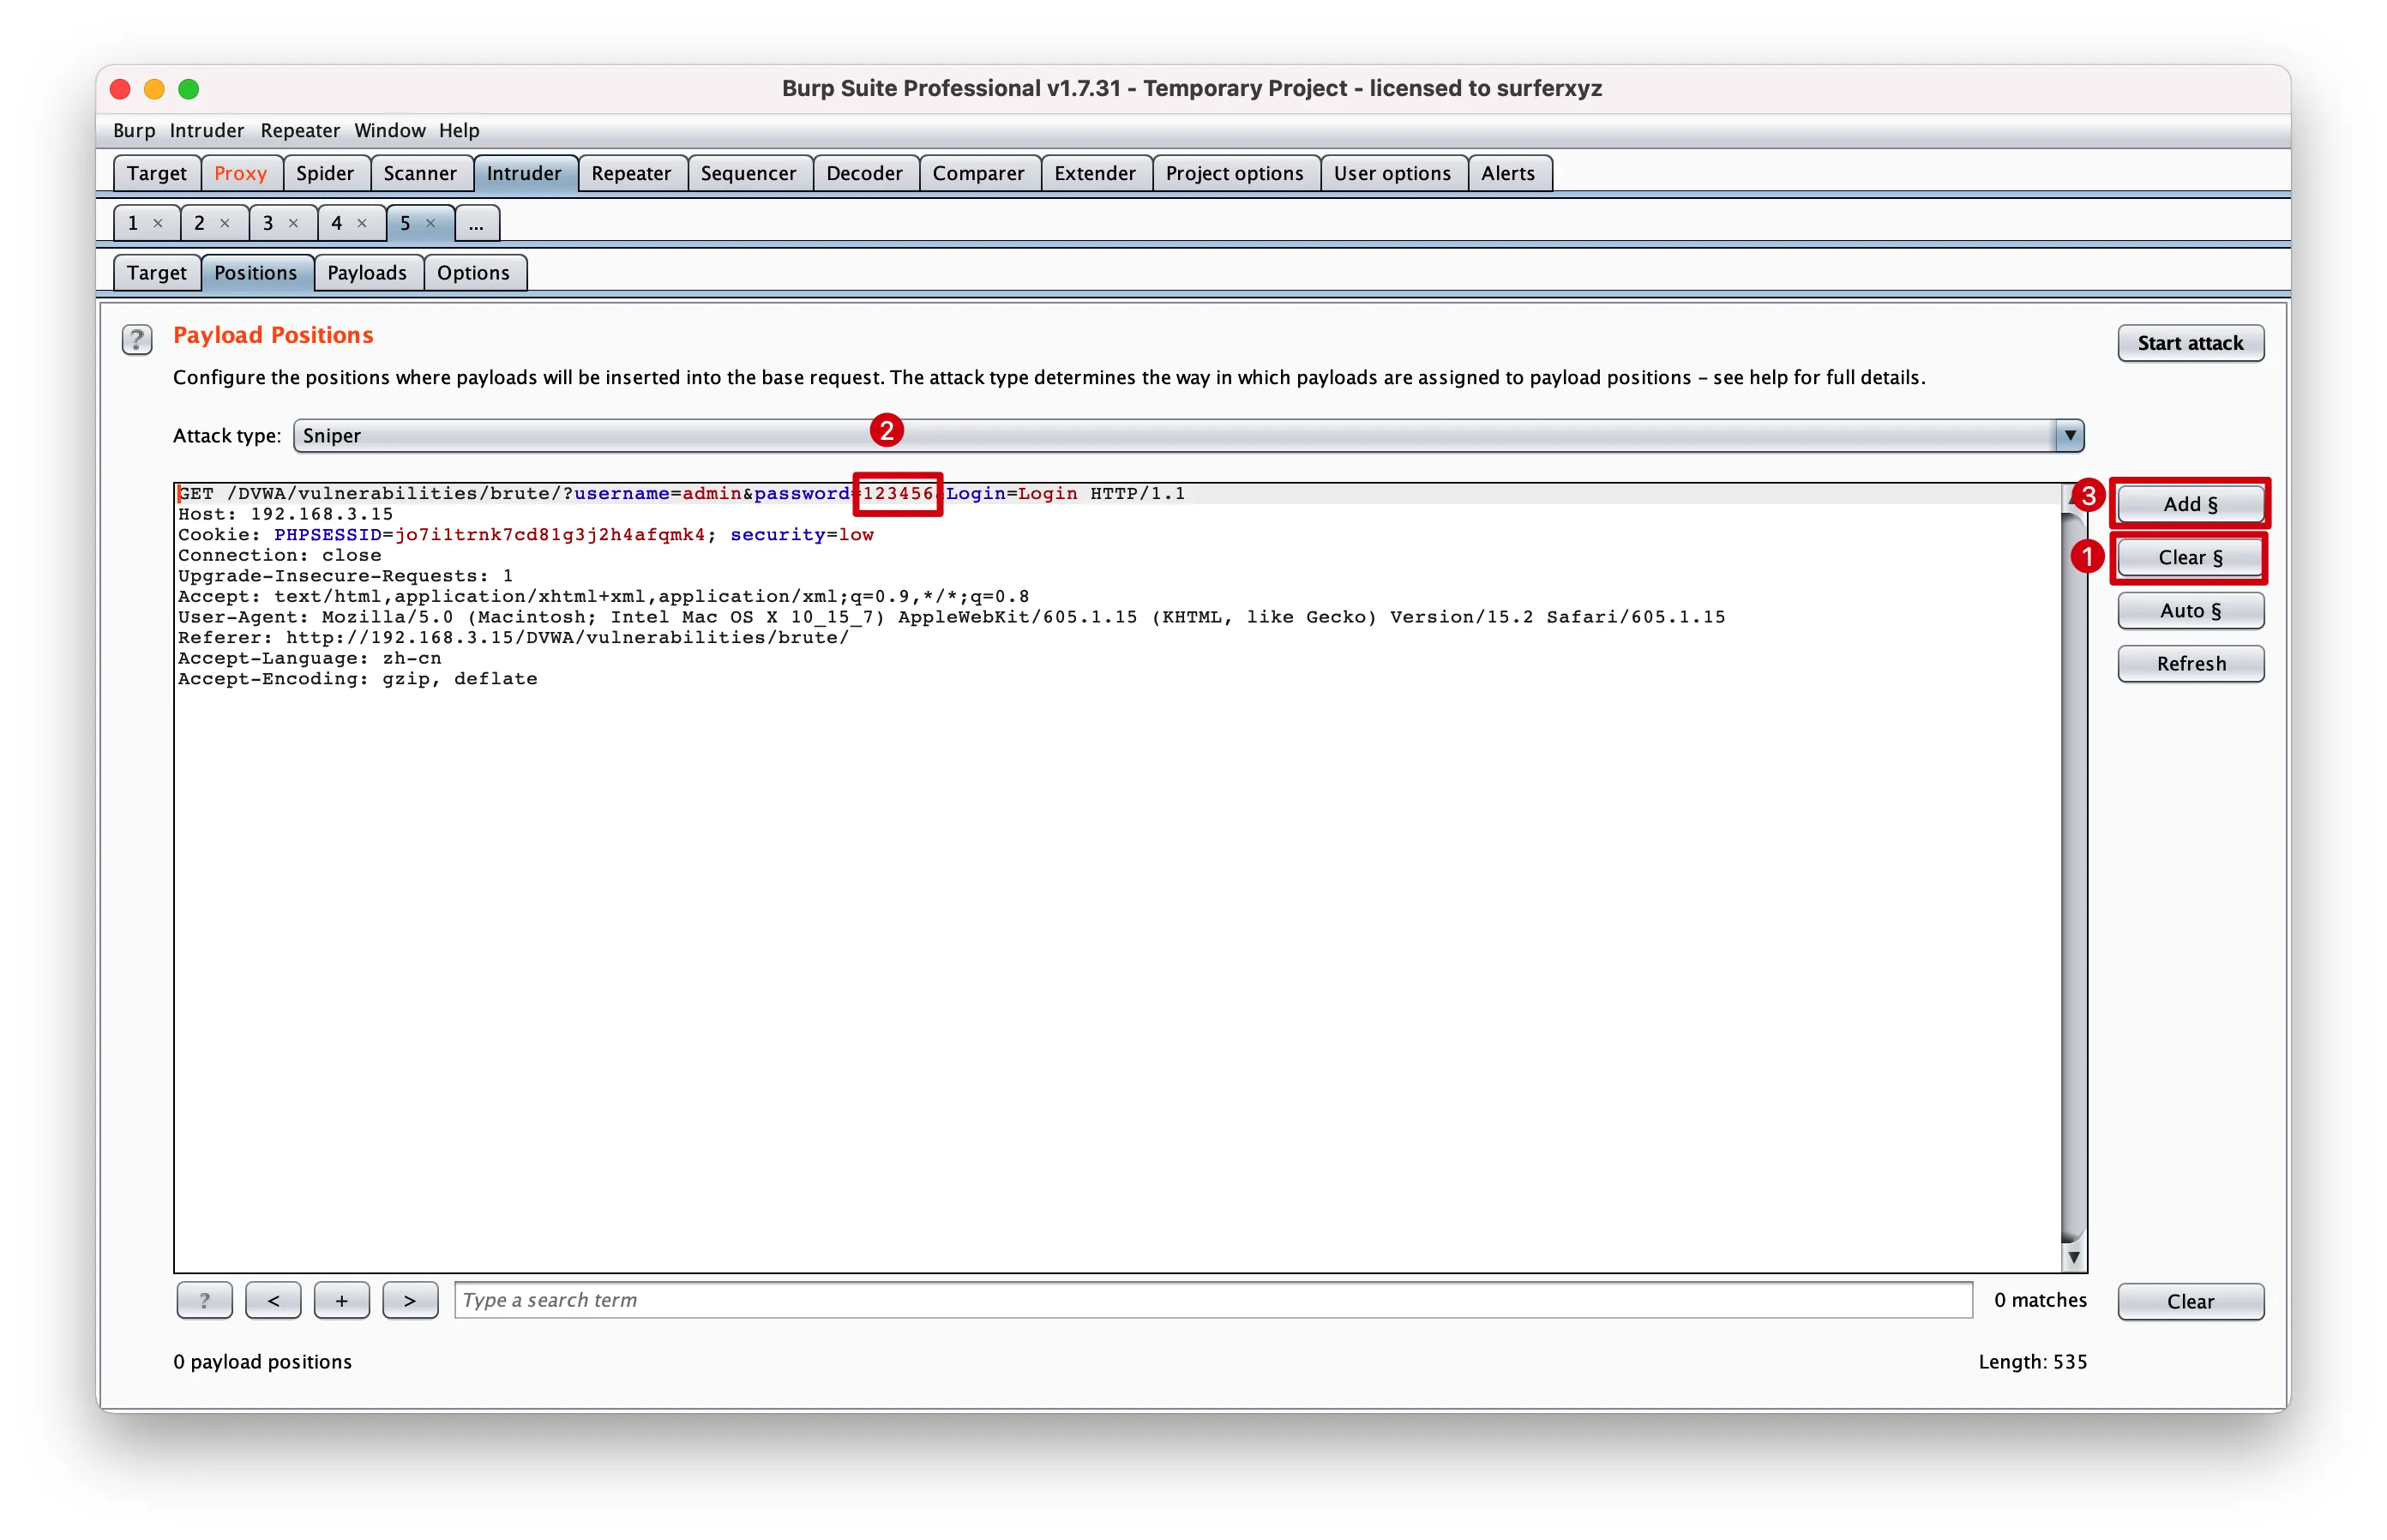 Burp Suite Professional v1.7.31 - Temporary Project - licensed to surferxyz
Burp Intruder Repeater Window Help
Target Proxy Spider Scanner Intruder Repeater Sequencer Decoder Comparer Extender Project options User options Alerts
1 × 2 × 3 × 4 × 5 × ...
Target Positions Payloads Options
? Payload Positions
Start attack
Configure the positions where payloads will be inserted into the base request. The attack type determines the way in which payloads are assigned to payload positions – see help for full details.
Attack type: Sniper
2
GET /DVWA/vulnerabilities/brute/?username=admin&password=123456&Login=Login HTTP/1.1
Host: 192.168.3.15
Cookie: PHPSESSID=jo7i1trnk7cd81g3j2h4afqmk4; security=low
Connection: close
Upgrade-Insecure-Requests: 1
Accept: text/html,application/xhtml+xml,application/xml;q=0.9,*/*;q=0.8
User-Agent: Mozilla/5.0 (Macintosh; Intel Mac OS X 10_15_7) AppleWebKit/605.1.15 (KHTML, like Gecko) Version/15.2 Safari/605.1.15
Referer: http://192.168.3.15/DVWA/vulnerabilities/brute/
Accept-Language: zh-cn
Accept-Encoding: gzip, deflate
3 Add §
1 Clear §
Auto §
Refresh
? < + > Type a search term 0 matches Clear
0 payload positions Length: 535